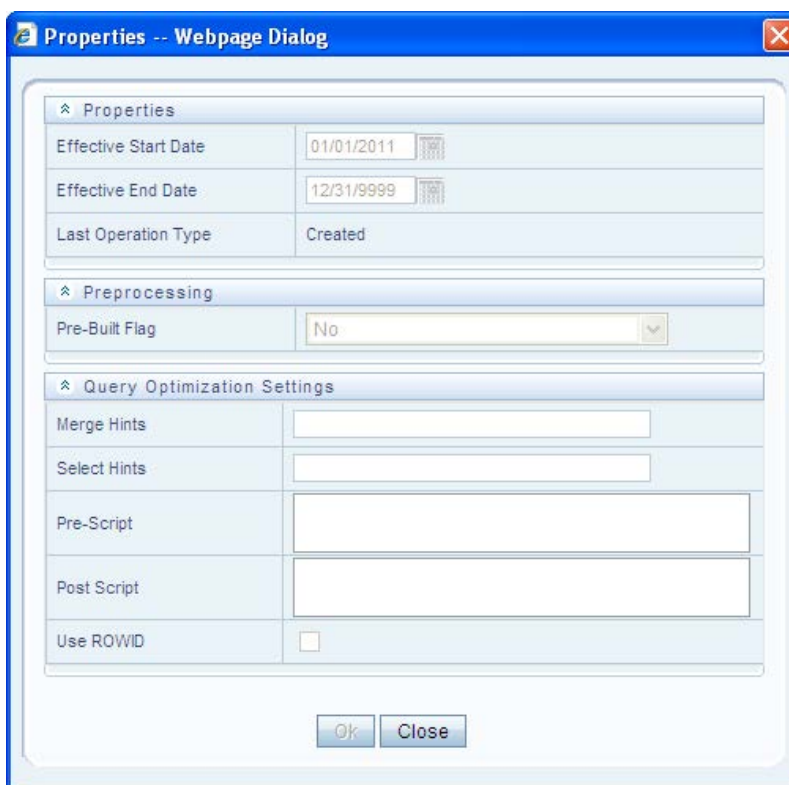 Properties -- Webpage Dialog
Properties
Effective Start Date 01/01/2011
Effective End Date 12/31/9999
Last Operation Type Created
Preprocessing
Pre-Built Flag No
Query Optimization Settings
Merge Hints
Select Hints
Pre-Script
Post Script
Use ROWID
Ok Close